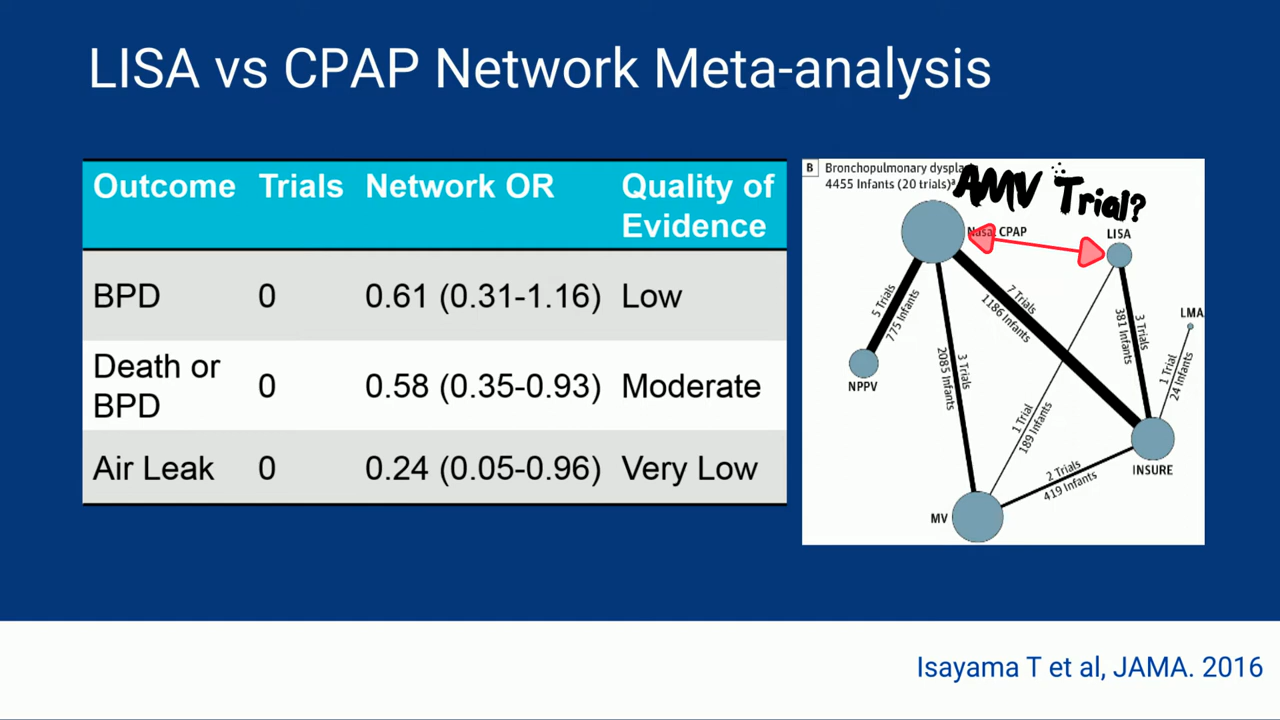 LISA vs CPAP Network Meta-analysis
Outcome Trials Network OR Quality of Evidence
BPD 0 0.61 (0.31-1.16) Low
Death or BPD 0 0.58 (0.35-0.93) Moderate
Air Leak 0 0.24 (0.05-0.96) Very Low
B Bronchopulmonary
4455 Infants (20 trials)
AMV Trial?
Nasal CPAP
LISA
5 Trials
775 Infants
7 Trials
1186 Infants
3 Trials
381 Infants
LMA
1 Trial
24 Infants
3 Trials
2085 Infants
NPPV
1 Trial
189 Infants
INSURE
2 Trials
419 Infants
MV
Isayama T et al, JAMA. 2016